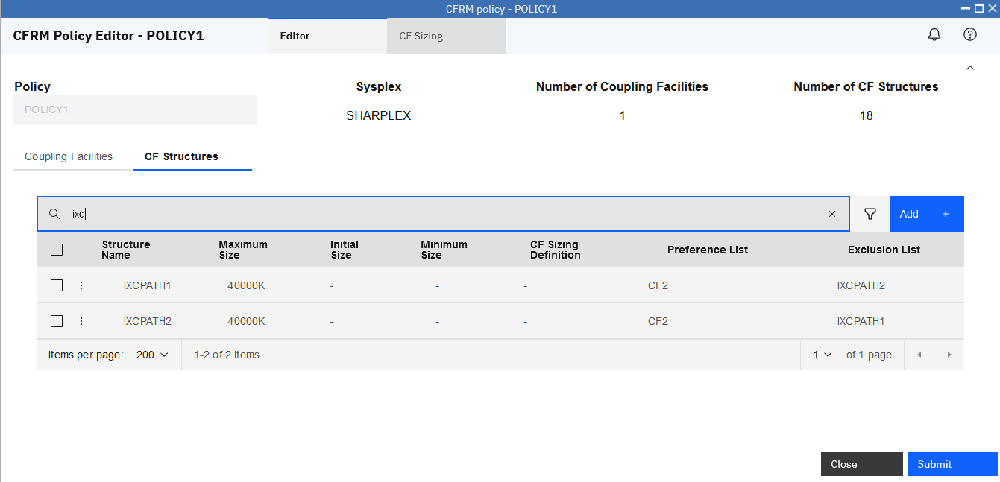 CFRM policy - POLICY1
CFRM Policy Editor - POLICY1 Editor CF Sizing
Policy Sysplex Number of Coupling Facilities Number of CF Structures
POLICY1 SHARPLEX 1 18
Coupling Facilities CF Structures
ixc Add +
Structure Name Maximum Size Initial Size Minimum Size CF Sizing Definition Preference List Exclusion List
IXCPATH1 40000K - - - CF2 IXCPATH2
IXCPATH2 40000K - - - CF2 IXCPATH1
Items per page: 200 1-2 of 2 items 1 of 1 page
Close Submit